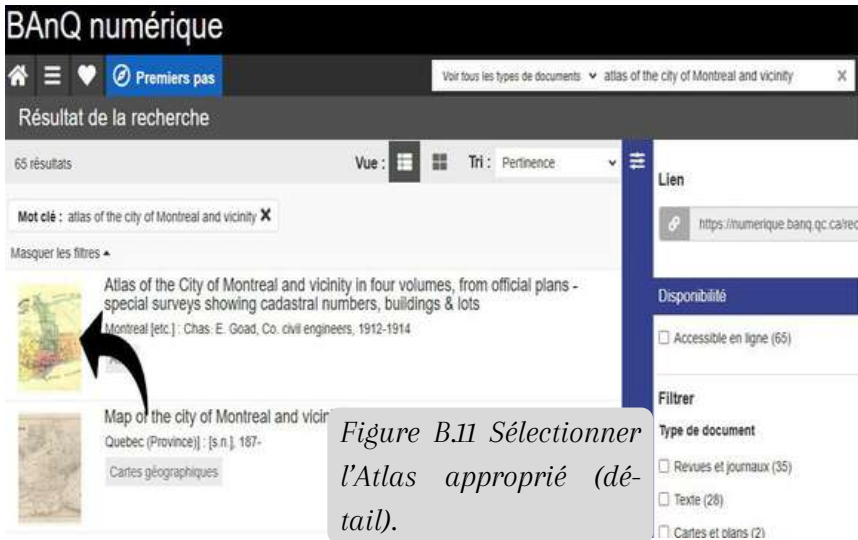 BAnQ numérique
Premiers pas
Voir tous les types de documents atlas of the city of Montreal and vicinity X
Résultat de la recherche
65 résultats
Vue : Tri : Pertinence
Mot clé : atlas of the city of Montreal and vicinity X
Masquer les filtres
Atlas of the City of Montreal and vicinity in four volumes, from official plans -
special surveys showing cadastral numbers, buildings & lots
Montreal [etc.] : Chas. E. Goad, Co. civil engineers, 1912-1914
Map of the city of Montreal and vicin
Quebec (Province)] : [s.n.], 187-
Cartes géographiques
Lien
https://numerique.banq.qc.ca/rec
Disponibilité
Accessible en ligne (65)
Filtrer
Type de document
Revues et journaux (35)
Texte (28)
Cartes et plans (2)
Figure B.11 Sélectionner
l'Atlas approprié (dé-
tail).